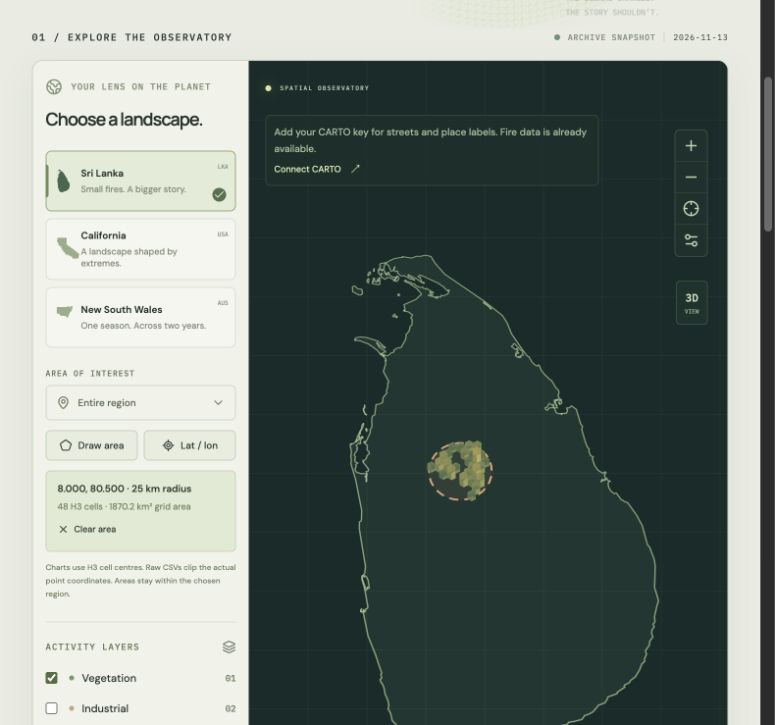 THE STORY SHOULDN'T.
01 / EXPLORE THE OBSERVATORY
ARCHIVE SNAPSHOT | 2026-11-13
YOUR LENS ON THE PLANET
Choose a landscape.
Sri Lanka
LKA
Small fires. A bigger story.
California
USA
A landscape shaped by
extremes.
New South Wales
AUS
One season. Across two years.
AREA OF INTEREST
Entire region
Draw area
Lat / lon
8.000, 80.500 · 25 km radius
48 H3 cells · 1870.2 km² grid area
Clear area
Charts use H3 cell centres. Raw CSVs clip the actual
point coordinates. Areas stay within the chosen
region.
ACTIVITY LAYERS
Vegetation
01
Industrial
02
SPATIAL OBSERVATORY
Add your CARTO key for streets and place labels. Fire data is already
available.
Connect CARTO
3D
VIEW